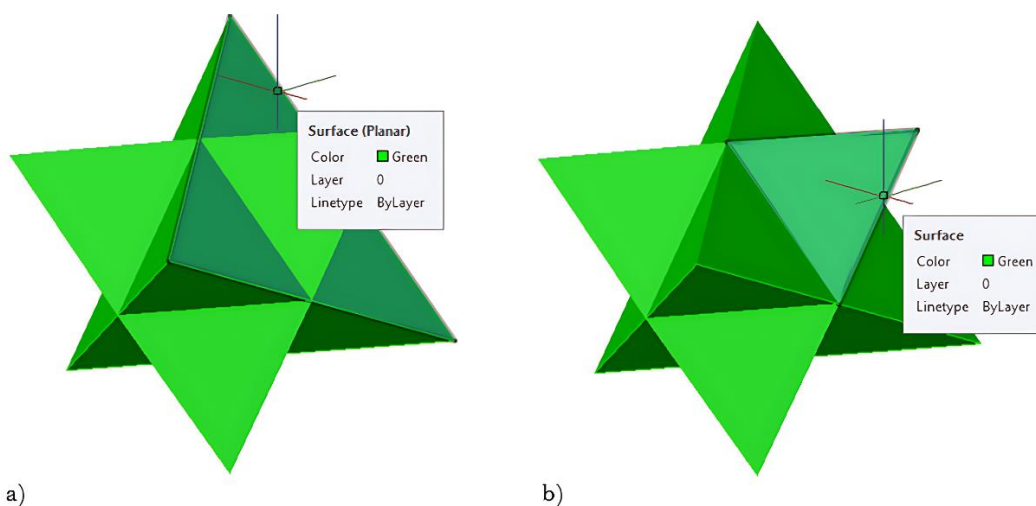 Surface (Planar)
Color Green
Layer 0
Linetype ByLayer
Surface
Color Green
Layer 0
Linetype ByLayer
a)
b)